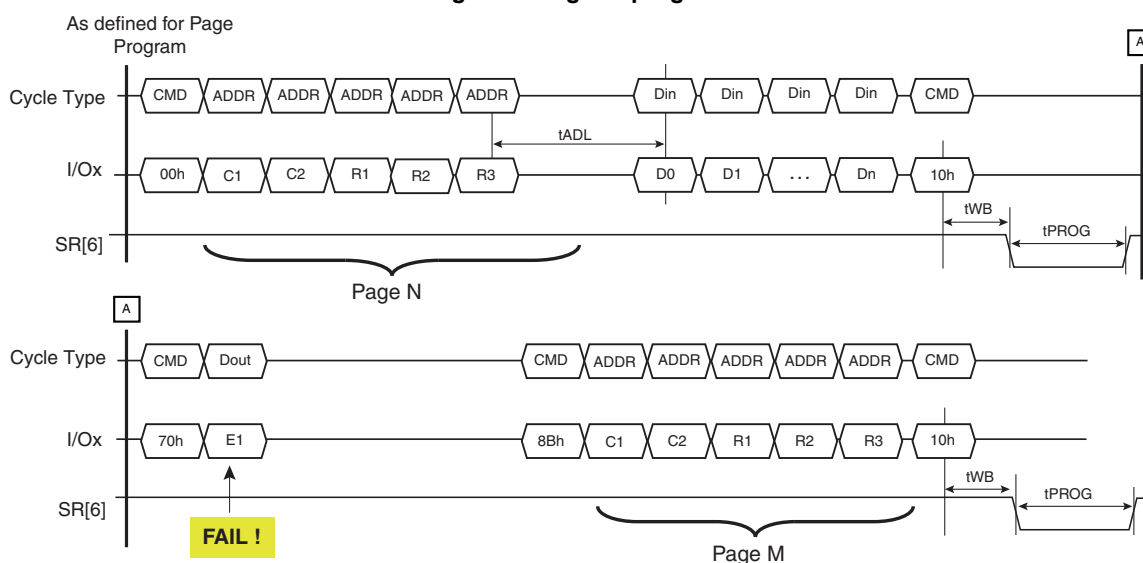 As defined for Page
Program
A
Cycle Type CMD ADDR ADDR ADDR ADDR ADDR Din Din Din Din CMD
tADL
I/Ox 00h C1 C2 R1 R2 R3 D0 D1 ... Dn 10h
tWB
tPROG
SR[6]
Page N
A
Cycle Type CMD Dout CMD ADDR ADDR ADDR ADDR ADDR CMD
I/Ox 70h E1 8Bh C1 C2 R1 R2 R3 10h
tWB
tPROG
SR[6]
FAIL !
Page M